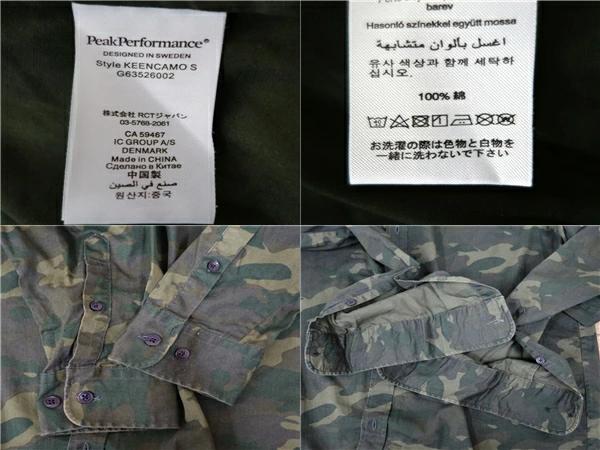 PeakPerformance®
DESIGNED IN SWEDEN
Style KEENCAMO S
G63526002
株式会社 RCTジャパン
03-5768-2061
CA 59467
IC GROUP A/S
DENMARK
Made in CHINA
Сделано в Китае
中国製
صنع في الصين
원산지:중국
barev
Hasonló színekkel együtt mossa
اغسل بألوان متشابهة
유사 색상과 함께 세탁하
십시오.
100% 綿
お洗濯の際は色物と白物を
一緒に洗わないで下さい